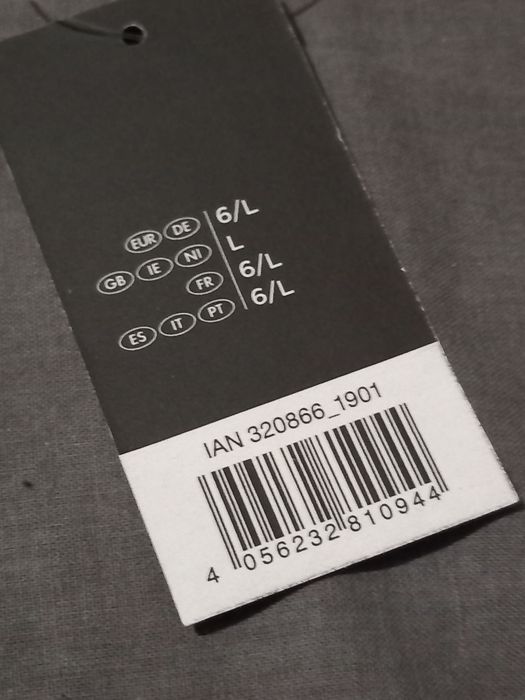 EUR DE 6/L
GB IE NI L
FR 6/L
ES IT PT 6/L
IAN 320866_1901
4 056232 810944